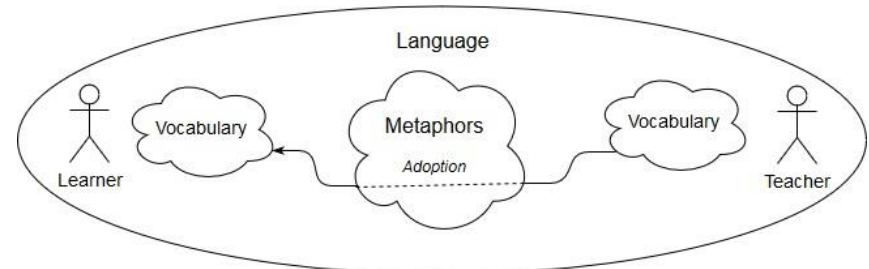 Language
Vocabulary
Metaphors
Vocabulary
Adoption
Learner
Teacher